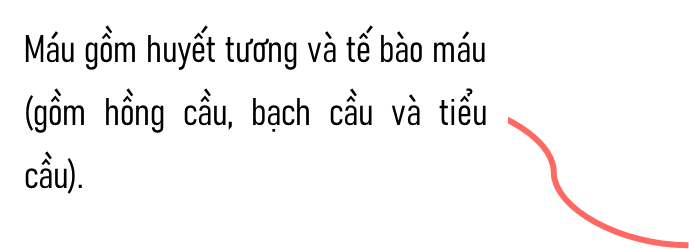 Máu gồm huyết tương và tế bào máu
(gồm hồng cầu, bạch cầu và tiểu
cầu).